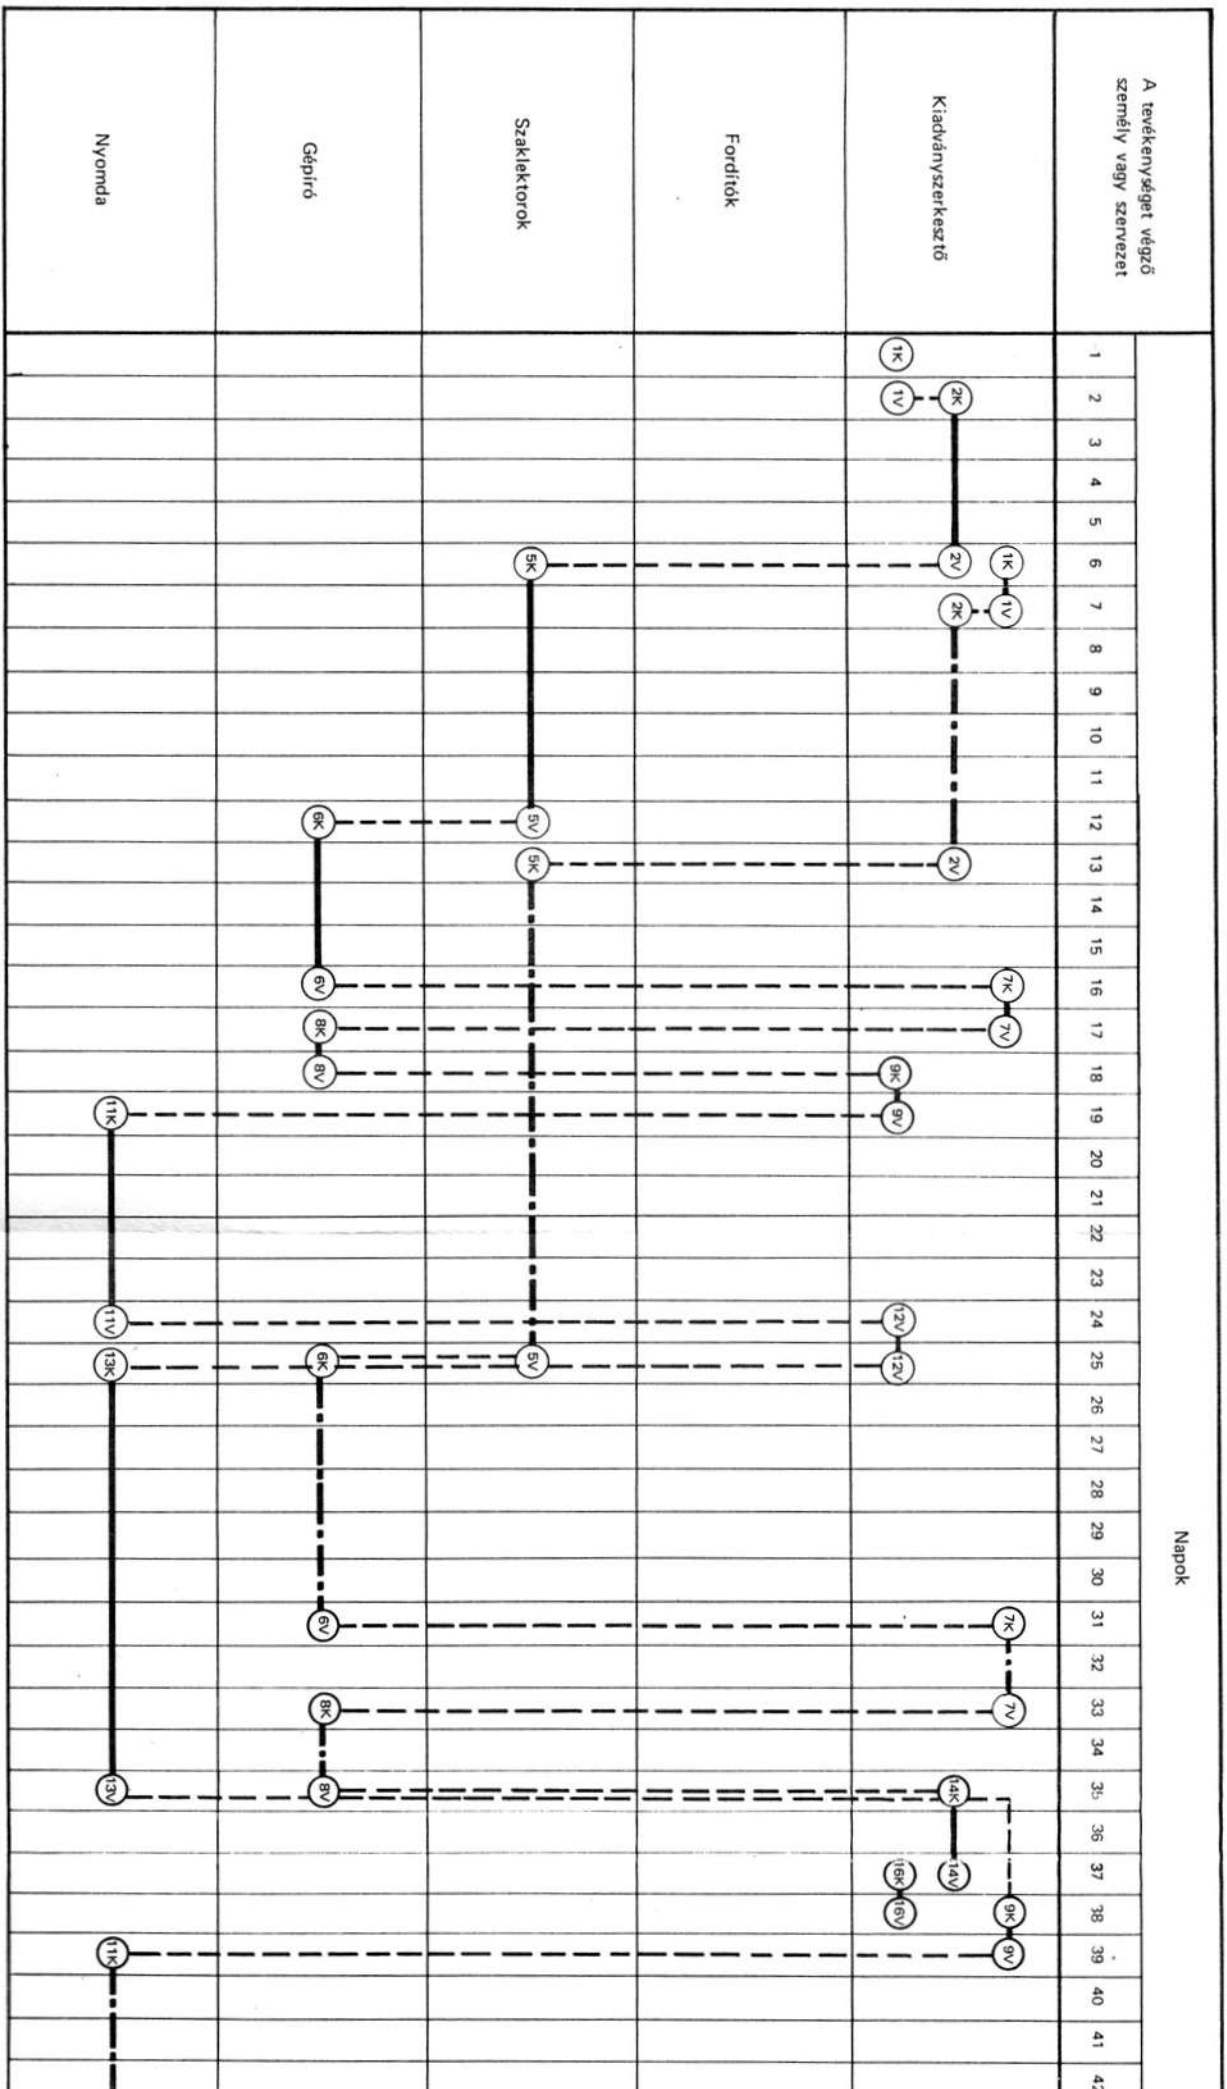 A tevékenységet végző
személy vagy szervezet
Napok
1 2 3 4 5 6 7 8 9 10 11 12 13 14 15 16 17 18 19 20 21 22 23 24 25 26 27 28 29 30 31 32 33 34 35 36 37 38 39 40 41 42
Kiadványszerkesztő
1K 7K 7V 7K 7V 9K 9V
1V
2K 2V 2K 2V 14K 14V
1K 1V 9K 9V 12V 12V 16K 16V
Fordítók
Szaklektorok
5K 5V 5K 5V
Gépíró
6K 6V 8K 8V 6K 6V 8K 8V
Nyomda
11K 11V 13K 13V 11K